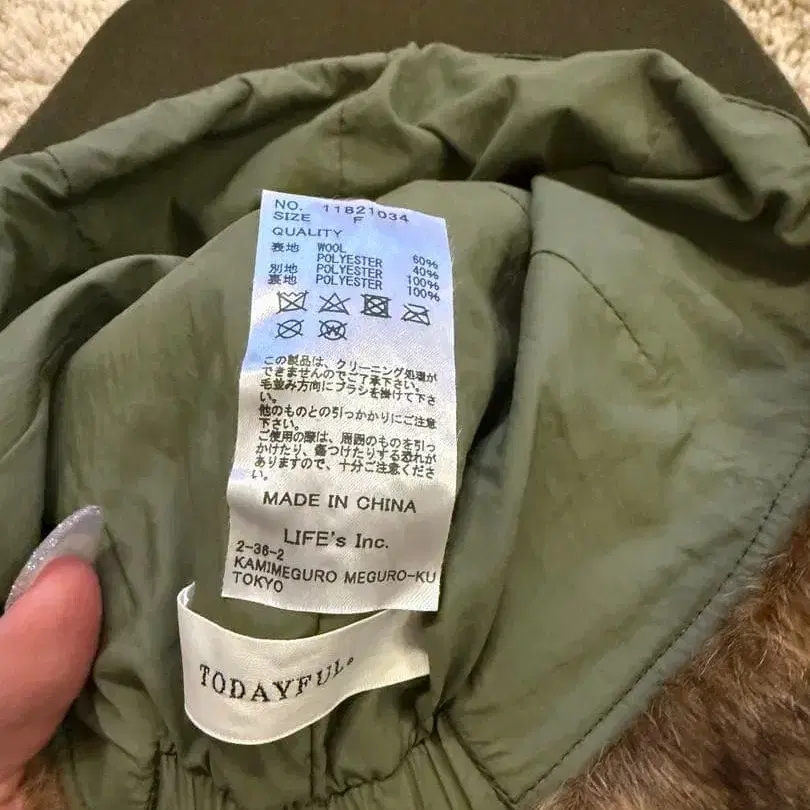 NO. 11821034
SIZE F
QUALITY
表地 WOOL 60%
POLYESTER 40%
別地 POLYESTER 100%
裏地 POLYESTER 100%
この製品は、クリーニング処理が
できませんのでご了承下さい。
毛並み方向にブラシを掛けて下さ
い。
他のものとの引っかかりにご注意
下さい。
ご使用の際は、周囲のものを引っ
かけたり、傷つけたりする恐れが
ありますので、十分ご注意くださ
い。
MADE IN CHINA
LIFE's Inc.
2-36-2
KAMIMEGURO MEGURO-KU
TOKYO
TODAYFUL